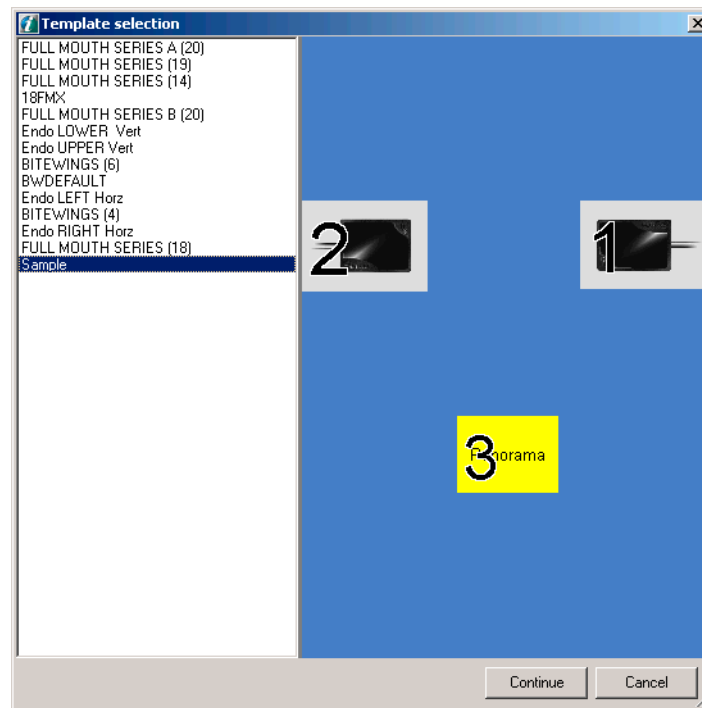 Template selection
FULL MOUTH SERIES A (20)
FULL MOUTH SERIES (19)
FULL MOUTH SERIES (14)
18FMX
FULL MOUTH SERIES B (20)
Endo LOWER  Vert
Endo UPPER Vert
BITEWINGS (6)
BWDEFAULT
Endo LEFT Horz
BITEWINGS (4)
Endo RIGHT Horz
FULL MOUTH SERIES (18)
Sample
2
1
3
Panorama
Continue
Cancel